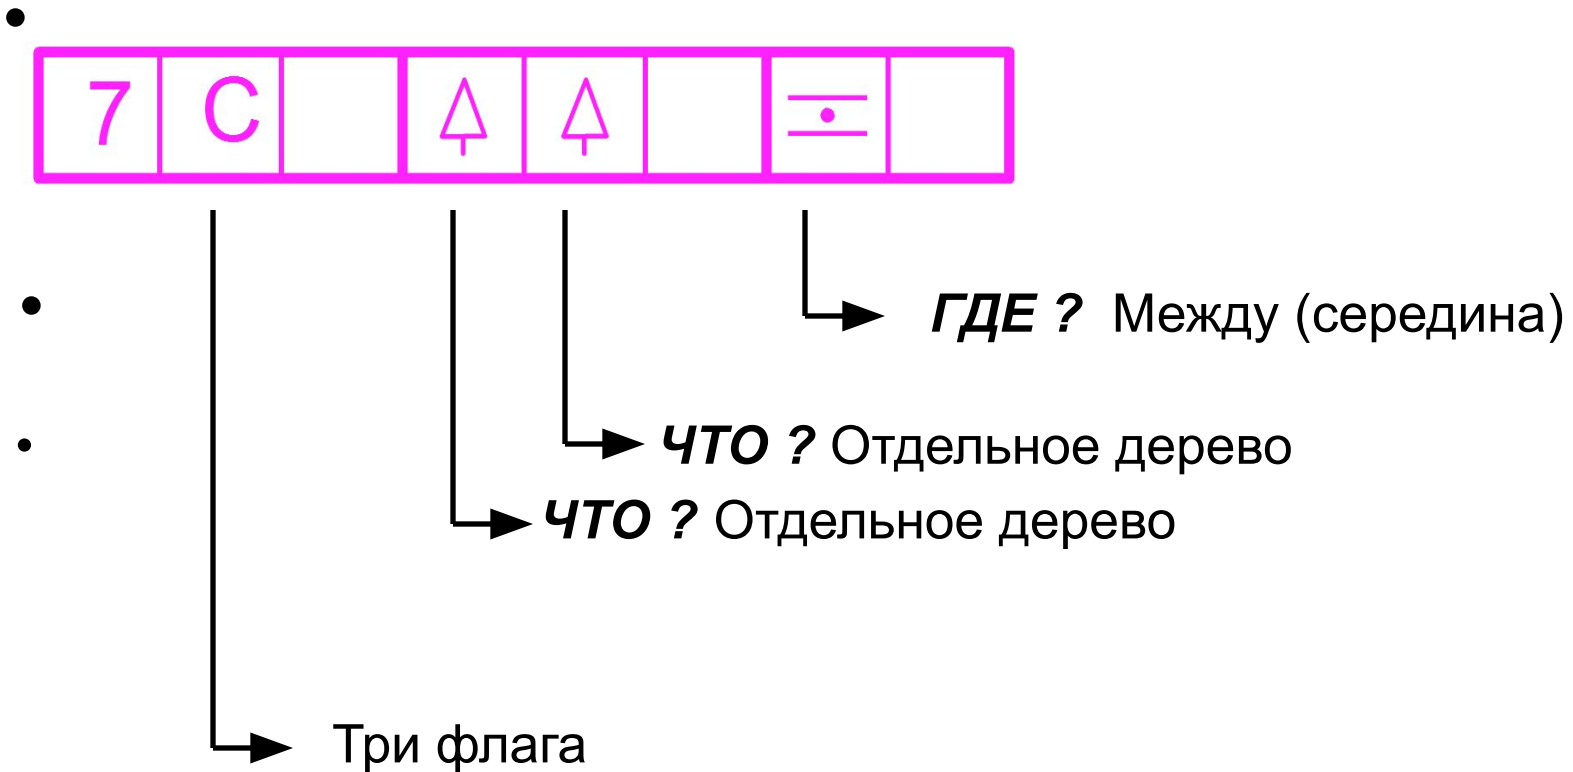 7 C
ГДЕ ? Между (середина)
ЧТО ? Отдельное дерево
ЧТО ? Отдельное дерево
Три флага